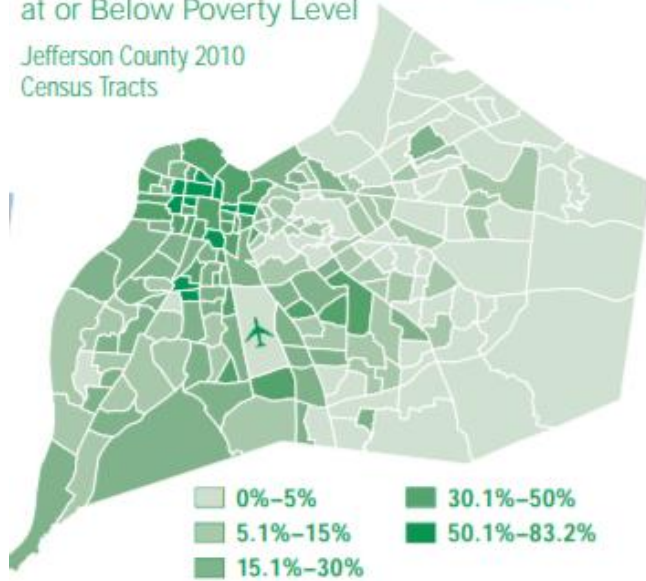 at or Below Poverty Level
Jefferson County 2010
Census Tracts
0%–5%
5.1%–15%
15.1%–30%
30.1%–50%
50.1%–83.2%